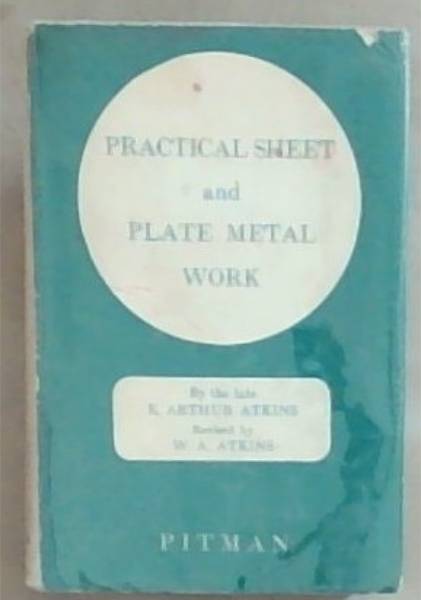 PRACTICAL SHEET
and
PLATE METAL
WORK
By the late
E. ARTHUR ATKINS
Revised by
W. A. ATKINS
PITMAN